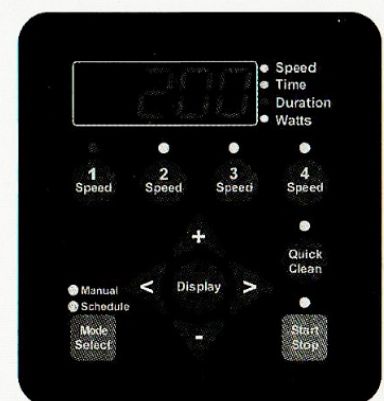 200
Speed
Time
Duration
Watts
1 2 3 4
Speed Speed Speed Speed
+
Quick
Clean
< Display >
Manual
Schedule
Mode
Select
-
Start
Stop